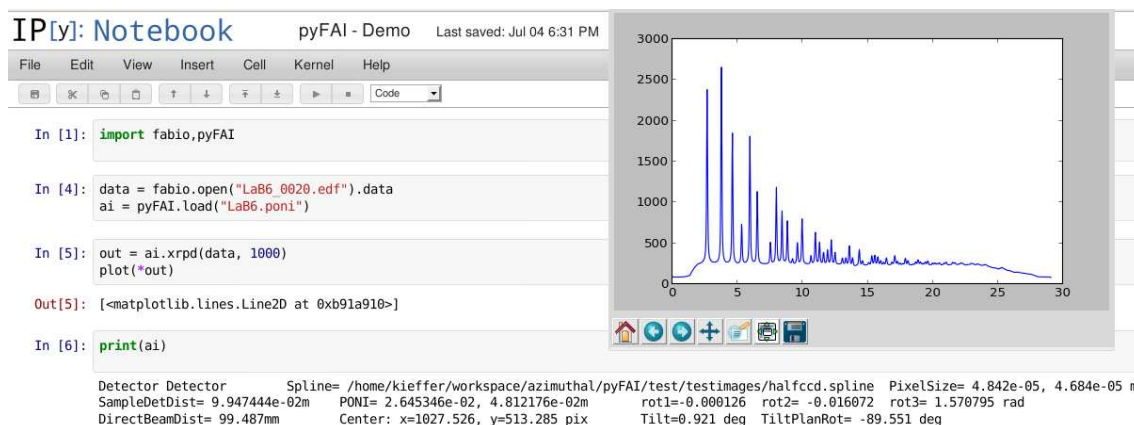 IP[y]: Notebook pyFAI - Demo Last saved: Jul 04 6:31 PM
File Edit View Insert Cell Kernel Help
Code
In [1]: import fabio,pyFAI
In [4]: data = fabio.open("LaB6_0020.edf").data
ai = pyFAI.load("LaB6.poni")
In [5]: out = ai.xrpd(data, 1000)
plot(*out)
Out[5]: [<matplotlib.lines.Line2D at 0xb91a910>]
In [6]: print(ai)
3000
2500
2000
1500
1000
500
0
0 5 10 15 20 25 30
Detector Detector Spline= /home/kieffer/workspace/azimuthal/pyFAI/test/testimages/halfccd.spline PixelSize= 4.842e-05, 4.684e-05 m
SampleDetDist= 9.947444e-02m PONI= 2.645346e-02, 4.812176e-02m rot1=-0.000126 rot2= -0.016072 rot3= 1.570795 rad
DirectBeamDist= 99.487mm Center: x=1027.526, y=513.285 pix Tilt=0.921 deg TiltPlanRot= -89.551 deg